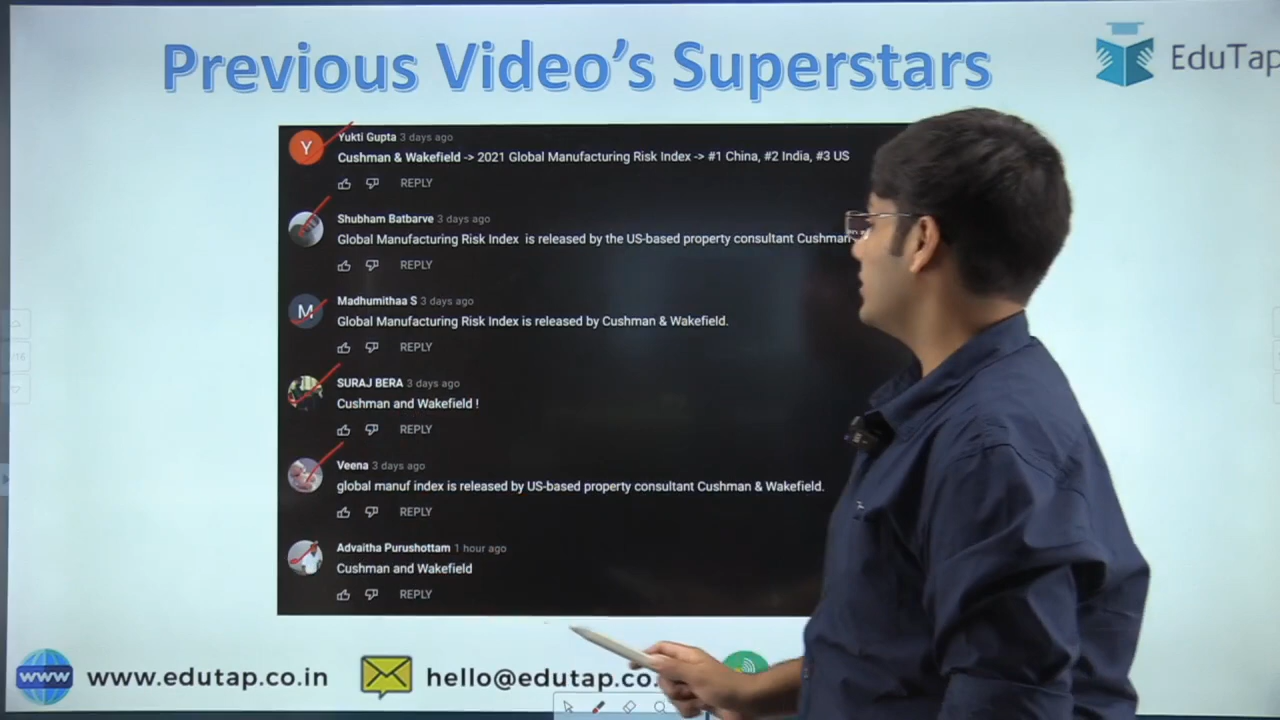 Previous Video's Superstars
EduTap
Y
Yukti Gupta 3 days ago
Cushman & Wakefield -> 2021 Global Manufacturing Risk Index -> #1 China, #2 India, #3 US
REPLY
Shubham Batbarve 3 days ago
Global Manufacturing Risk Index is released by the US-based property consultant Cushman
REPLY
M
Madhumithaa S 3 days ago
Global Manufacturing Risk Index is released by Cushman & Wakefield.
REPLY
SURAJ BERA 3 days ago
Cushman and Wakefield !
REPLY
Veena 3 days ago
global manuf index is released by US-based property consultant Cushman & Wakefield.
REPLY
Advaitha Purushottam 1 hour ago
Cushman and Wakefield
REPLY
/16
www www.edutap.co.in hello@edutap.co.